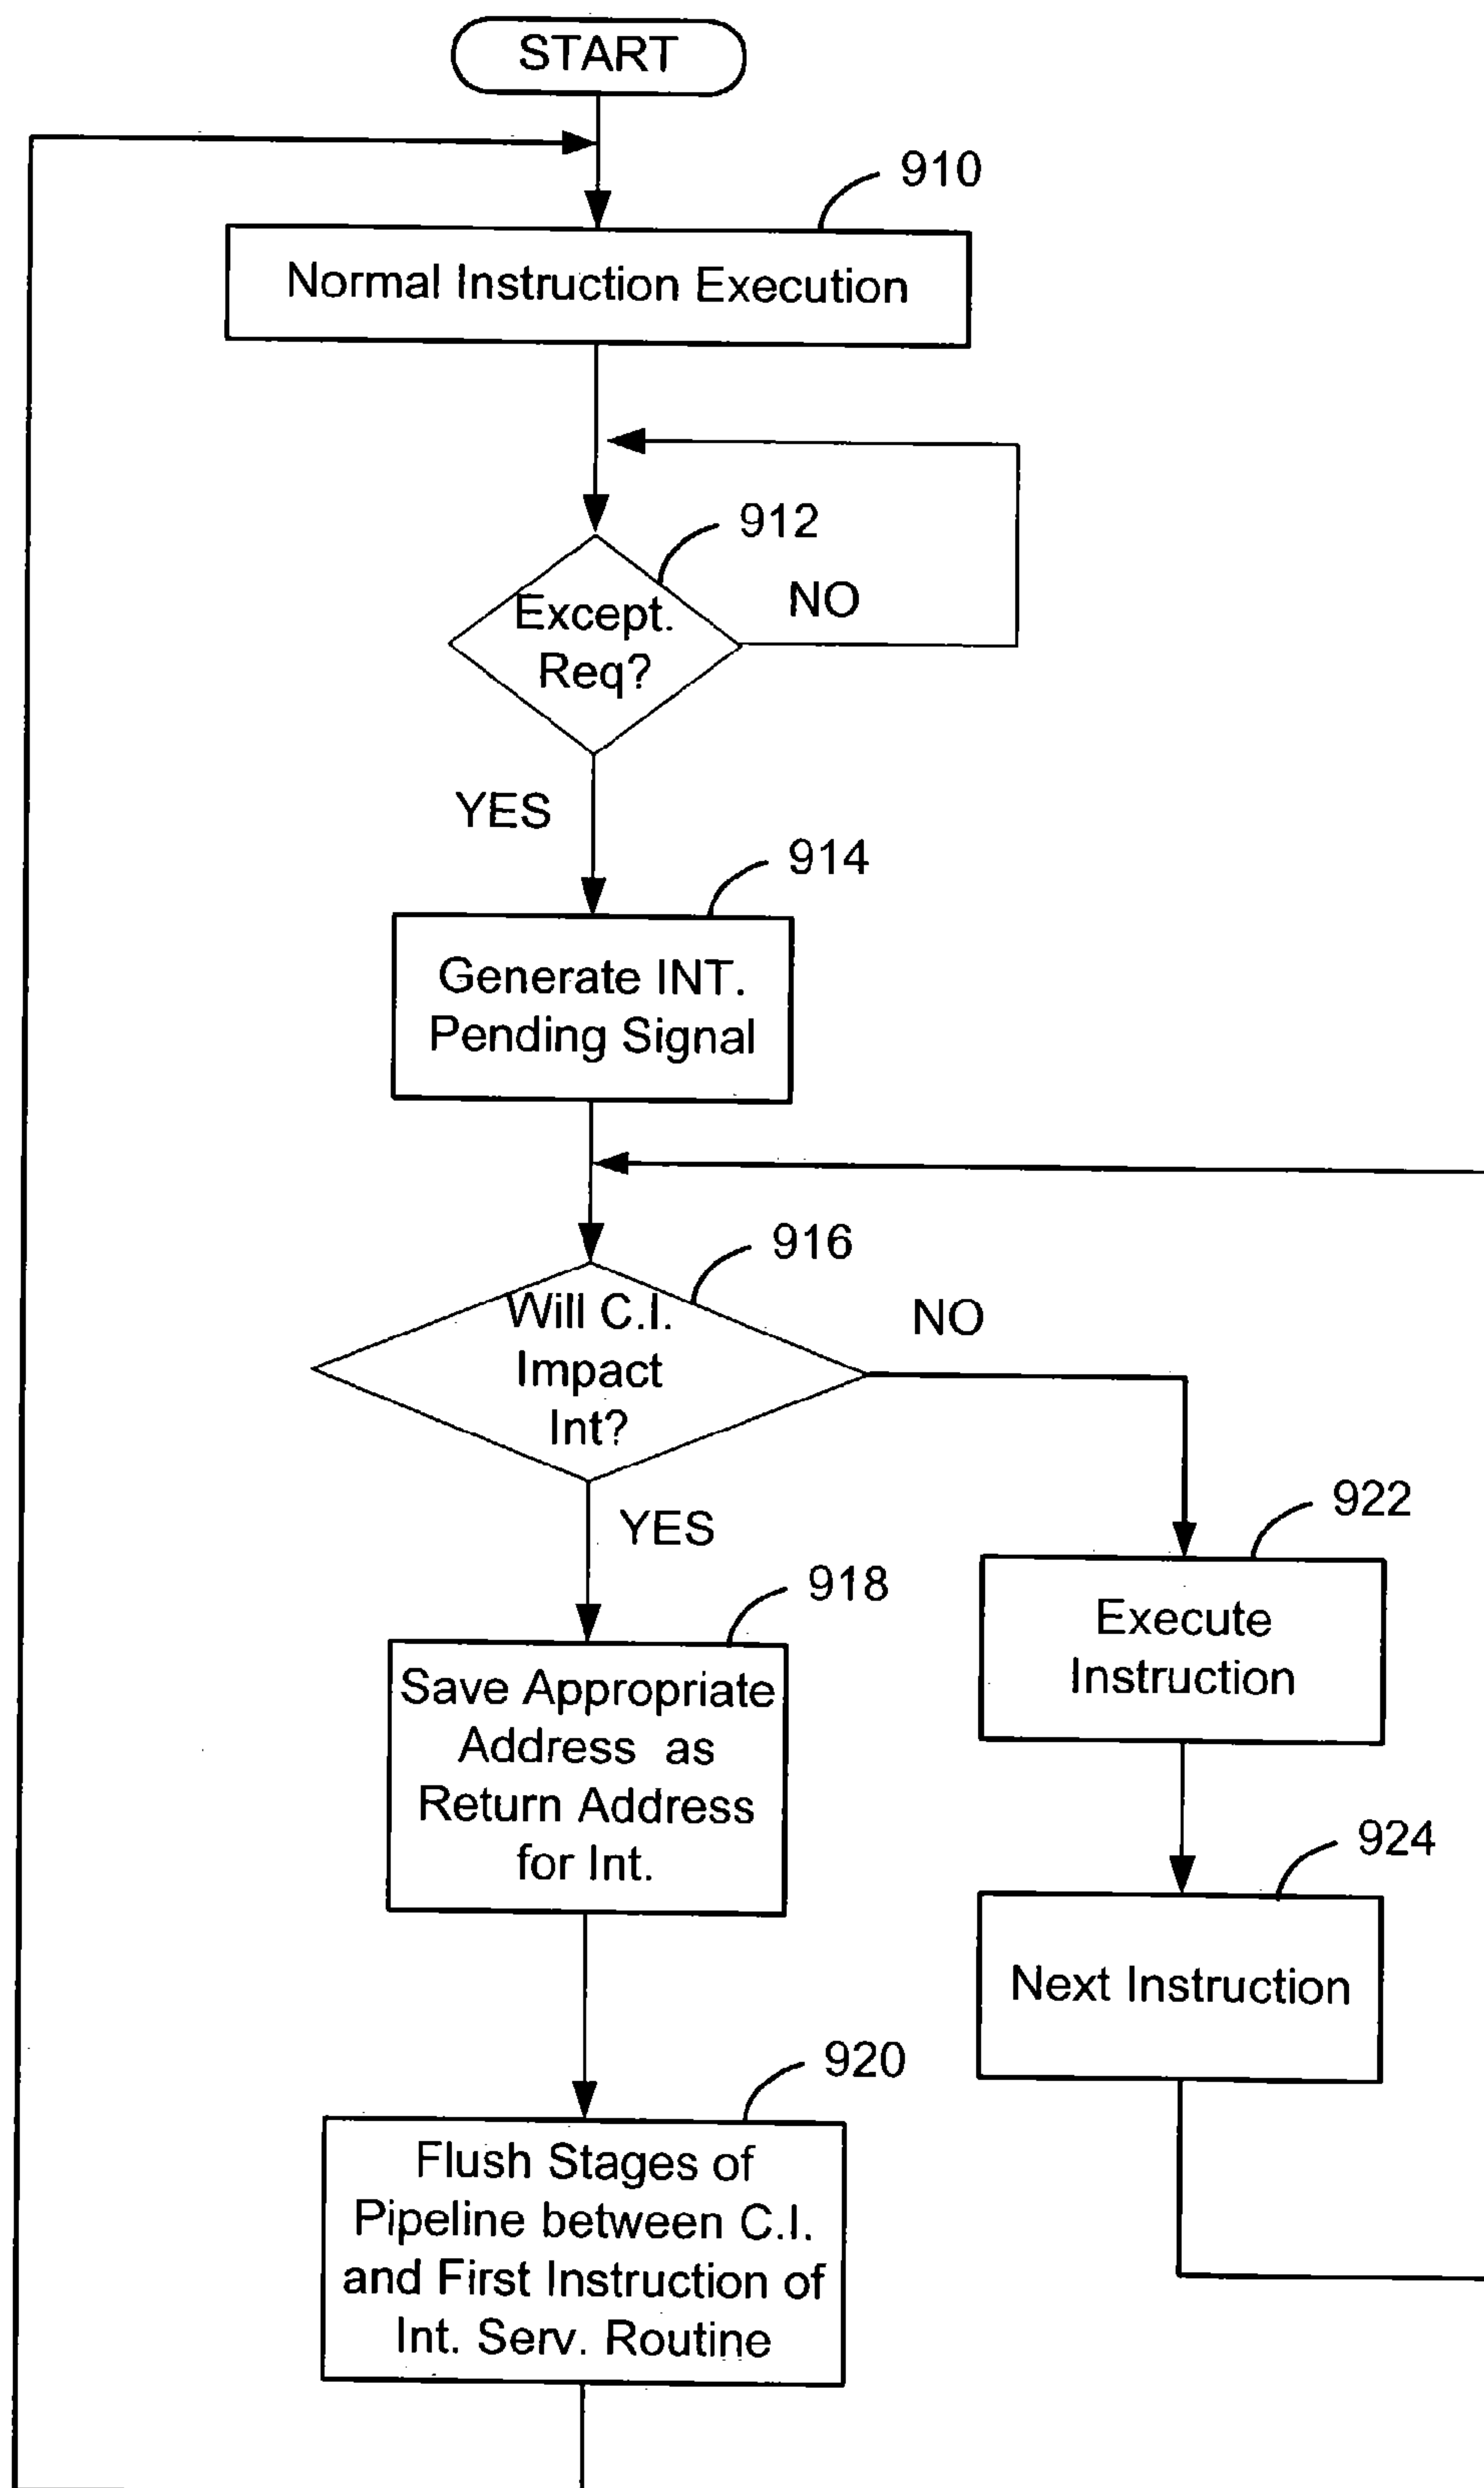 START
910
Normal Instruction Execution
912
Except.
Req?
NO
YES
914
Generate INT.
Pending Signal
916
Will C.I.
Impact
Int?
NO
YES
918
Save Appropriate
Address as
Return Address
for Int.
922
Execute
Instruction
924
Next Instruction
920
Flush Stages of
Pipeline between C.I.
and First Instruction of
Int. Serv. Routine